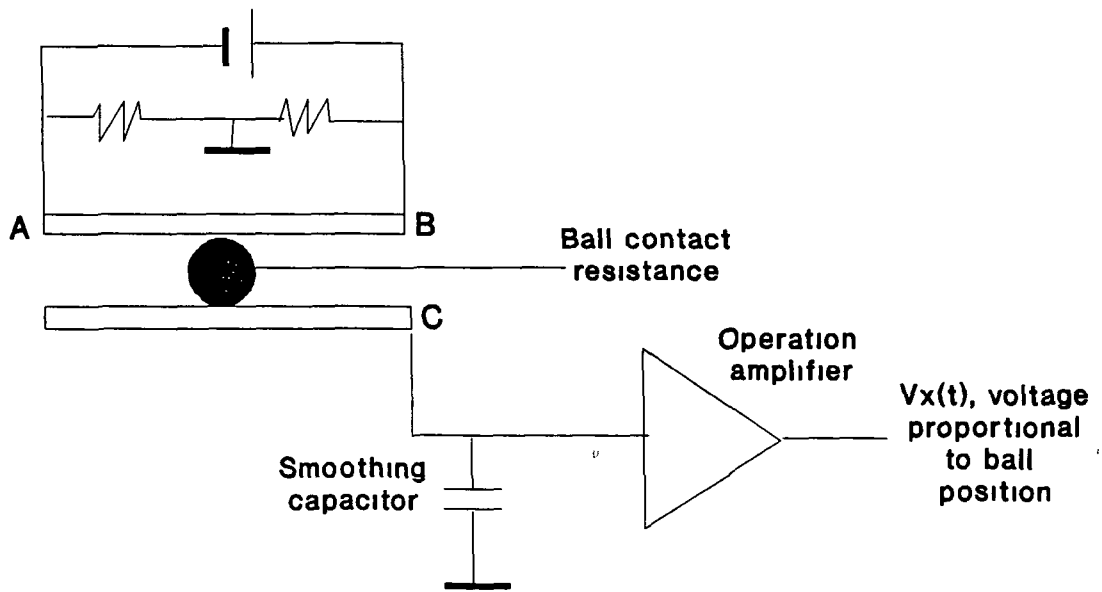 A
B
Ball contact
resistance
C
Operation
amplifier
Vx(t), voltage
proportional
to ball
position
Smoothing
capacitor